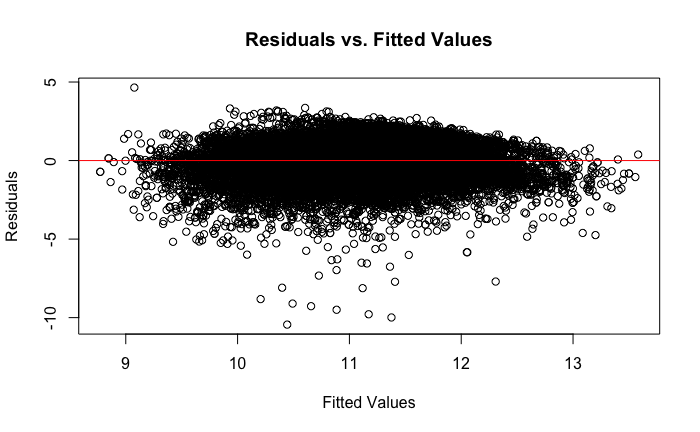 Residuals vs. Fitted Values
5
0
-5
-10
Residuals
9 10 11 12 13
Fitted Values